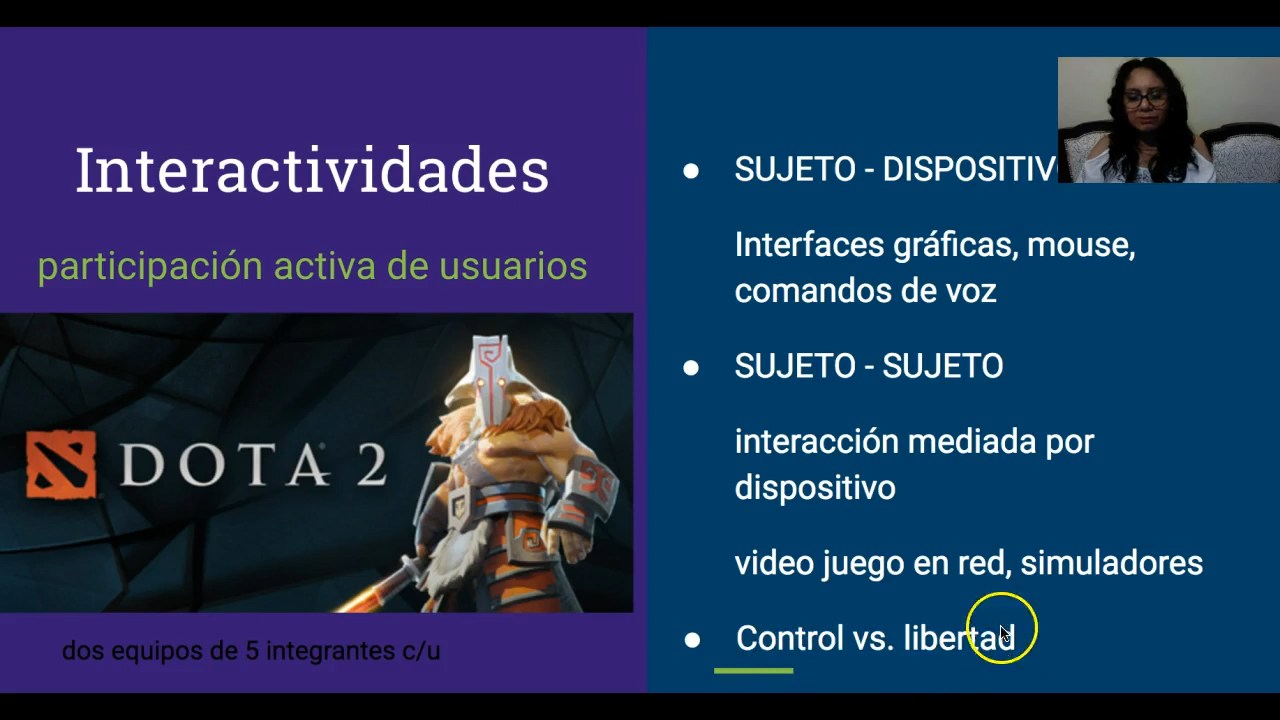 Interactividades
participación activa de usuarios
DOTA 2
dos equipos de 5 integrantes c/u
● SUJETO - DISPOSITIV
Interfaces gráficas, mouse,
comandos de voz
● SUJETO - SUJETO
interacción mediada por
dispositivo
video juego en red, simuladores
● Control vs. libertad